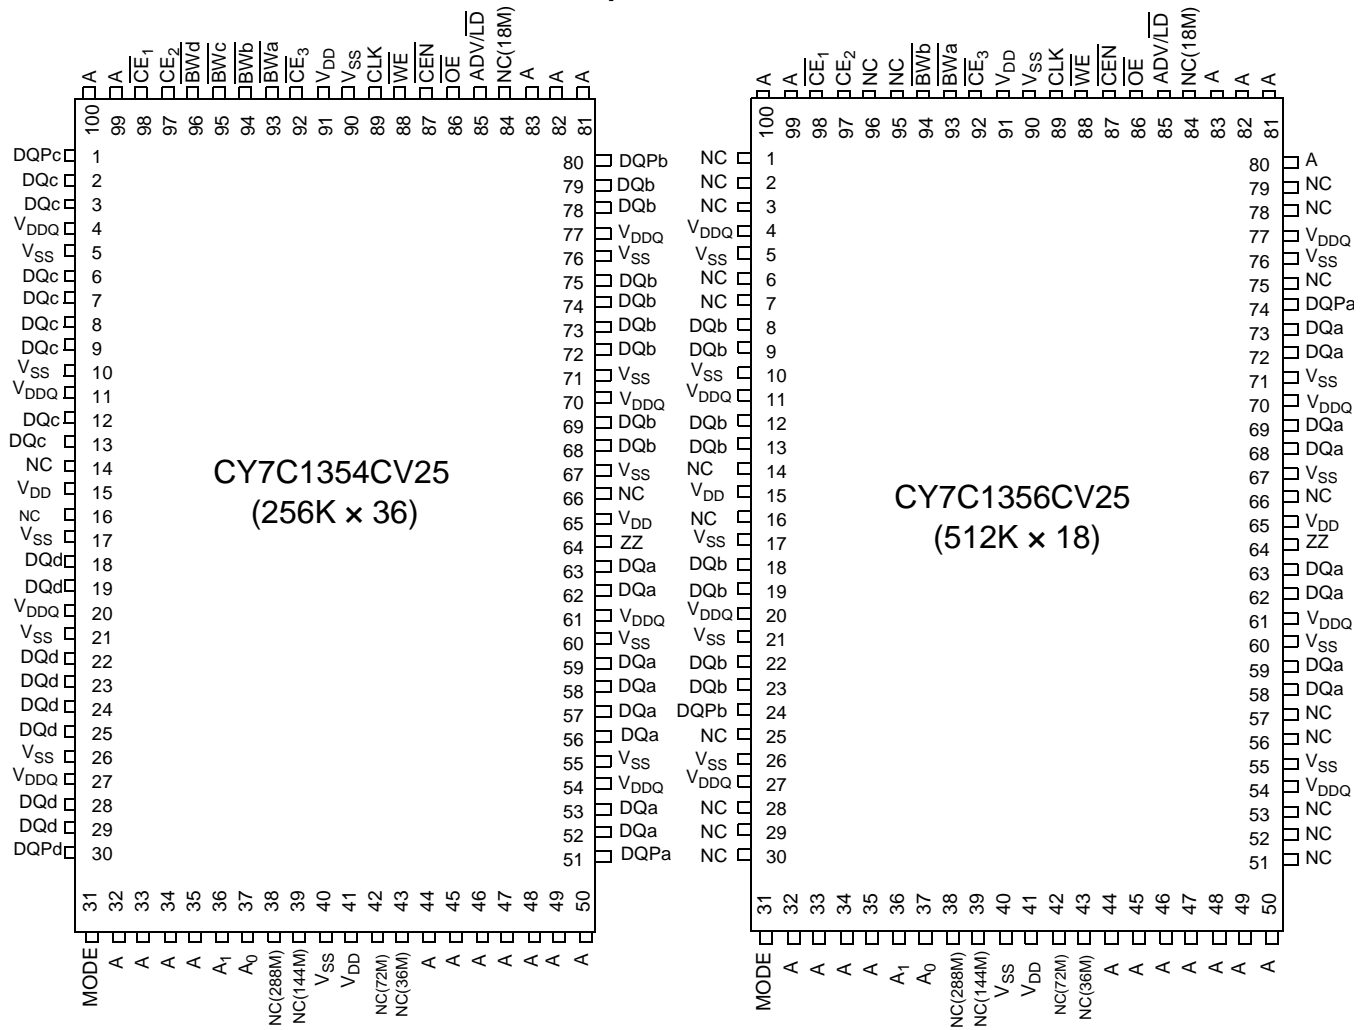 A A CE1 CE2 BWd BWc BWb BWa CE3 VDD VSS CLK WE CEN OE ADV/LD NC(18M) A A A
100 99 98 97 96 95 94 93 92 91 90 89 88 87 86 85 84 83 82 81
DQPc 1
DQc 2
DQc 3
VDDQ 4
VSS 5
DQc 6
DQc 7
DQc 8
DQc 9
VSS 10
VDDQ 11
DQc 12
DQc 13
NC 14
VDD 15
NC 16
VSS 17
DQd 18
DQd 19
VDDQ 20
VSS 21
DQd 22
DQd 23
DQd 24
DQd 25
VSS 26
VDDQ 27
DQd 28
DQd 29
DQPd 30
CY7C1354CV25
(256K × 36)
80 DQPb
79 DQb
78 DQb
77 VDDQ
76 VSS
75 DQb
74 DQb
73 DQb
72 DQb
71 VSS
70 VDDQ
69 DQb
68 DQb
67 VSS
66 NC
65 VDD
64 ZZ
63 DQa
62 DQa
61 VDDQ
60 VSS
59 DQa
58 DQa
57 DQa
56 DQa
55 VSS
54 VDDQ
53 DQa
52 DQa
51 DQPa
31 32 33 34 35 36 37 38 39 40 41 42 43 44 45 46 47 48 49 50
MODE A A A A A1 A0 NC(288M) NC(144M) VSS VDD NC(72M) NC(36M) A A A A A A A
A A CE1 CE2 NC NC BWb BWa CE3 VDD VSS CLK WE CEN OE ADV/LD NC(18M) A A A
100 99 98 97 96 95 94 93 92 91 90 89 88 87 86 85 84 83 82 81
NC 1
NC 2
NC 3
VDDQ 4
VSS 5
NC 6
NC 7
DQb 8
DQb 9
VSS 10
VDDQ 11
DQb 12
DQb 13
NC 14
VDD 15
NC 16
VSS 17
DQb 18
DQb 19
VDDQ 20
VSS 21
DQb 22
DQb 23
DQPb 24
NC 25
VSS 26
VDDQ 27
NC 28
NC 29
NC 30
CY7C1356CV25
(512K × 18)
80 A
79 NC
78 NC
77 VDDQ
76 VSS
75 NC
74 DQPa
73 DQa
72 DQa
71 VSS
70 VDDQ
69 DQa
68 DQa
67 VSS
66 NC
65 VDD
64 ZZ
63 DQa
62 DQa
61 VDDQ
60 VSS
59 DQa
58 DQa
57 NC
56 NC
55 VSS
54 VDDQ
53 NC
52 NC
51 NC
31 32 33 34 35 36 37 38 39 40 41 42 43 44 45 46 47 48 49 50
MODE A A A A A1 A0 NC(288M) NC(144M) VSS VDD NC(72M) NC(36M) A A A A A A A